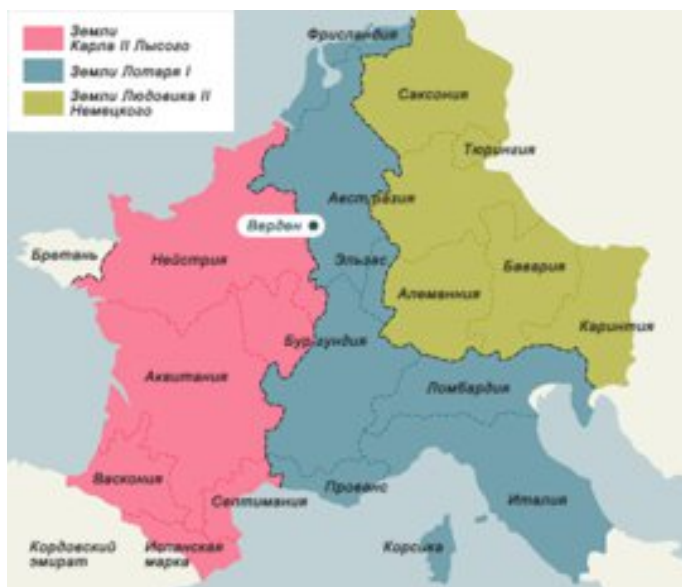 Земли
Карла II Лысого
Земли Лотаря I
Земли Людовика II
Немецкого
Фрисландия
Саксония
Тюрингия
Австразия
Верден
Бретань
Нейстрия
Эльзас
Бавария
Алеманния
Каринтия
Бургундия
Аквитания
Ломбардия
Васкония
Септимания
Прованс
Италия
Кордовский
эмират
Испанская
марка
Корсика